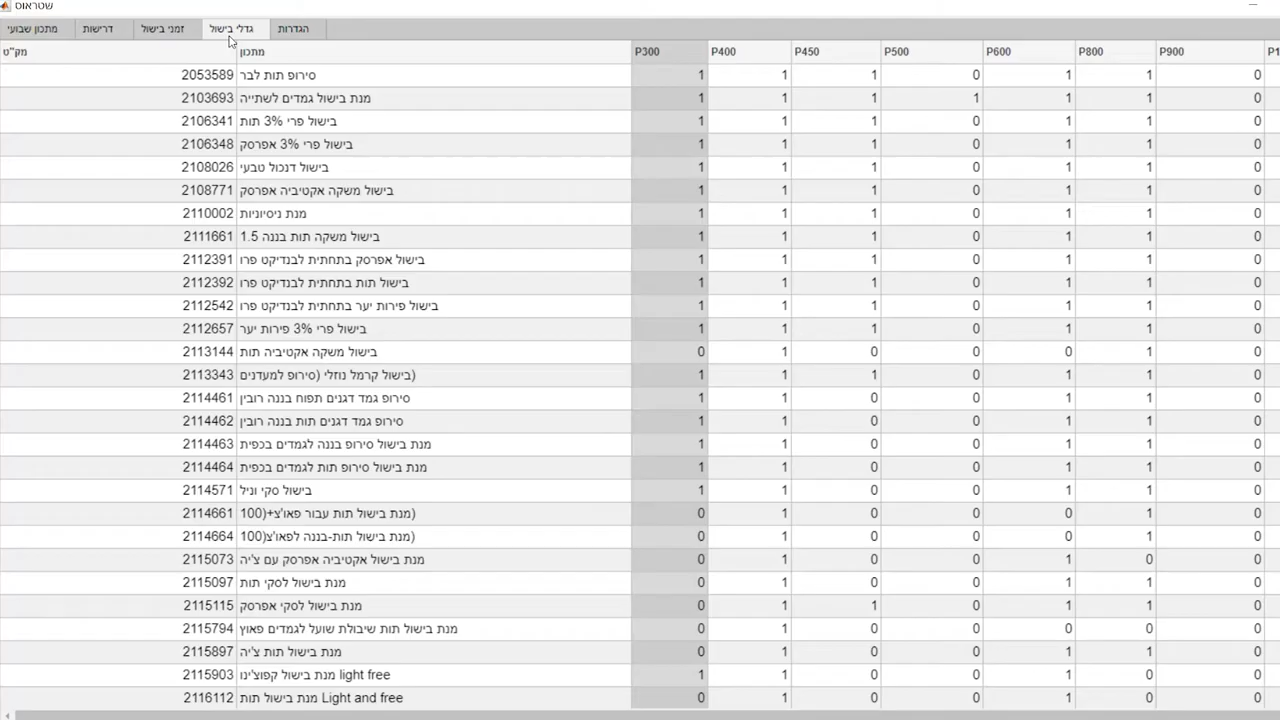 שטראוס
מתכון שבועי דרישות זמני בישול גדלי בישול הגדרות
מק"ט מתכון P300 P400 P450 P500 P600 P800 P900 P1
2053589 סירופ תות לבר 1 1 1 0 1 1 0
2103693 מנת בישול גמדים לשתייה 1 1 1 1 1 1 0
2106341 בישול פרי 3% תות 1 1 1 0 1 1 0
2106348 בישול פרי 3% אפרסק 1 1 1 0 1 1 0
2108026 בישול דנכול טבעי 1 1 1 0 1 1 0
2108771 בישול משקה אקטיביה אפרסק 1 1 1 0 1 1 0
2110002 מנת ניסיוניות 1 1 1 0 1 1 0
2111661 בישול משקה תות בננה 1.5 1 1 1 0 1 1 0
2112391 בישול אפרסק בתחתית לבנדיקט פרו 1 1 1 0 1 1 0
2112392 בישול תות בתחתית לבנדיקט פרו 1 1 1 0 1 1 0
2112542 בישול פירות יער בתחתית לבנדיקט פרו 1 1 1 0 1 1 0
2112657 בישול פרי 3% פירות יער 1 1 1 0 1 1 0
2113144 בישול משקה אקטיביה תות 0 1 0 0 0 1 0
2113343 בישול קרמל נוזלי (סירופ למעדנים) 1 1 1 0 1 1 0
2114461 סירופ גמד דגנים תפוח בננה רובין 1 1 0 0 1 1 0
2114462 סירופ גמד דגנים תות בננה רובין 1 1 0 0 1 1 0
2114463 מנת בישול סירופ בננה לגמדים בכפית 1 1 0 0 1 1 0
2114464 מנת בישול סירופ תות לגמדים בכפית 1 1 0 0 1 1 0
2114571 בישול סקי וניל 1 1 0 0 1 1 0
2114661 מנת בישול תות עבור פאו'צ+(100) 0 1 0 0 0 1 0
2114664 מנת בישול תות-בננה לפאו'צ(100) 0 1 0 0 0 1 0
2115073 מנת בישול אקטיביה אפרסק עם צ'יה 0 1 0 0 1 0 0
2115097 מנת בישול לסקי תות 0 1 0 0 1 1 0
2115115 מנת בישול לסקי אפרסק 0 1 1 0 1 1 0
2115794 מנת בישול תות שיבולת שועל לגמדים פאוץ 0 1 0 0 0 0 0
2115897 מנת בישול תות צ'יה 0 1 0 0 1 1 0
2115903 מנת בישול קפוצ'ינו light free 1 1 0 0 1 0 0
2116112 מנת בישול תות Light and free 0 1 0 0 1 0 0